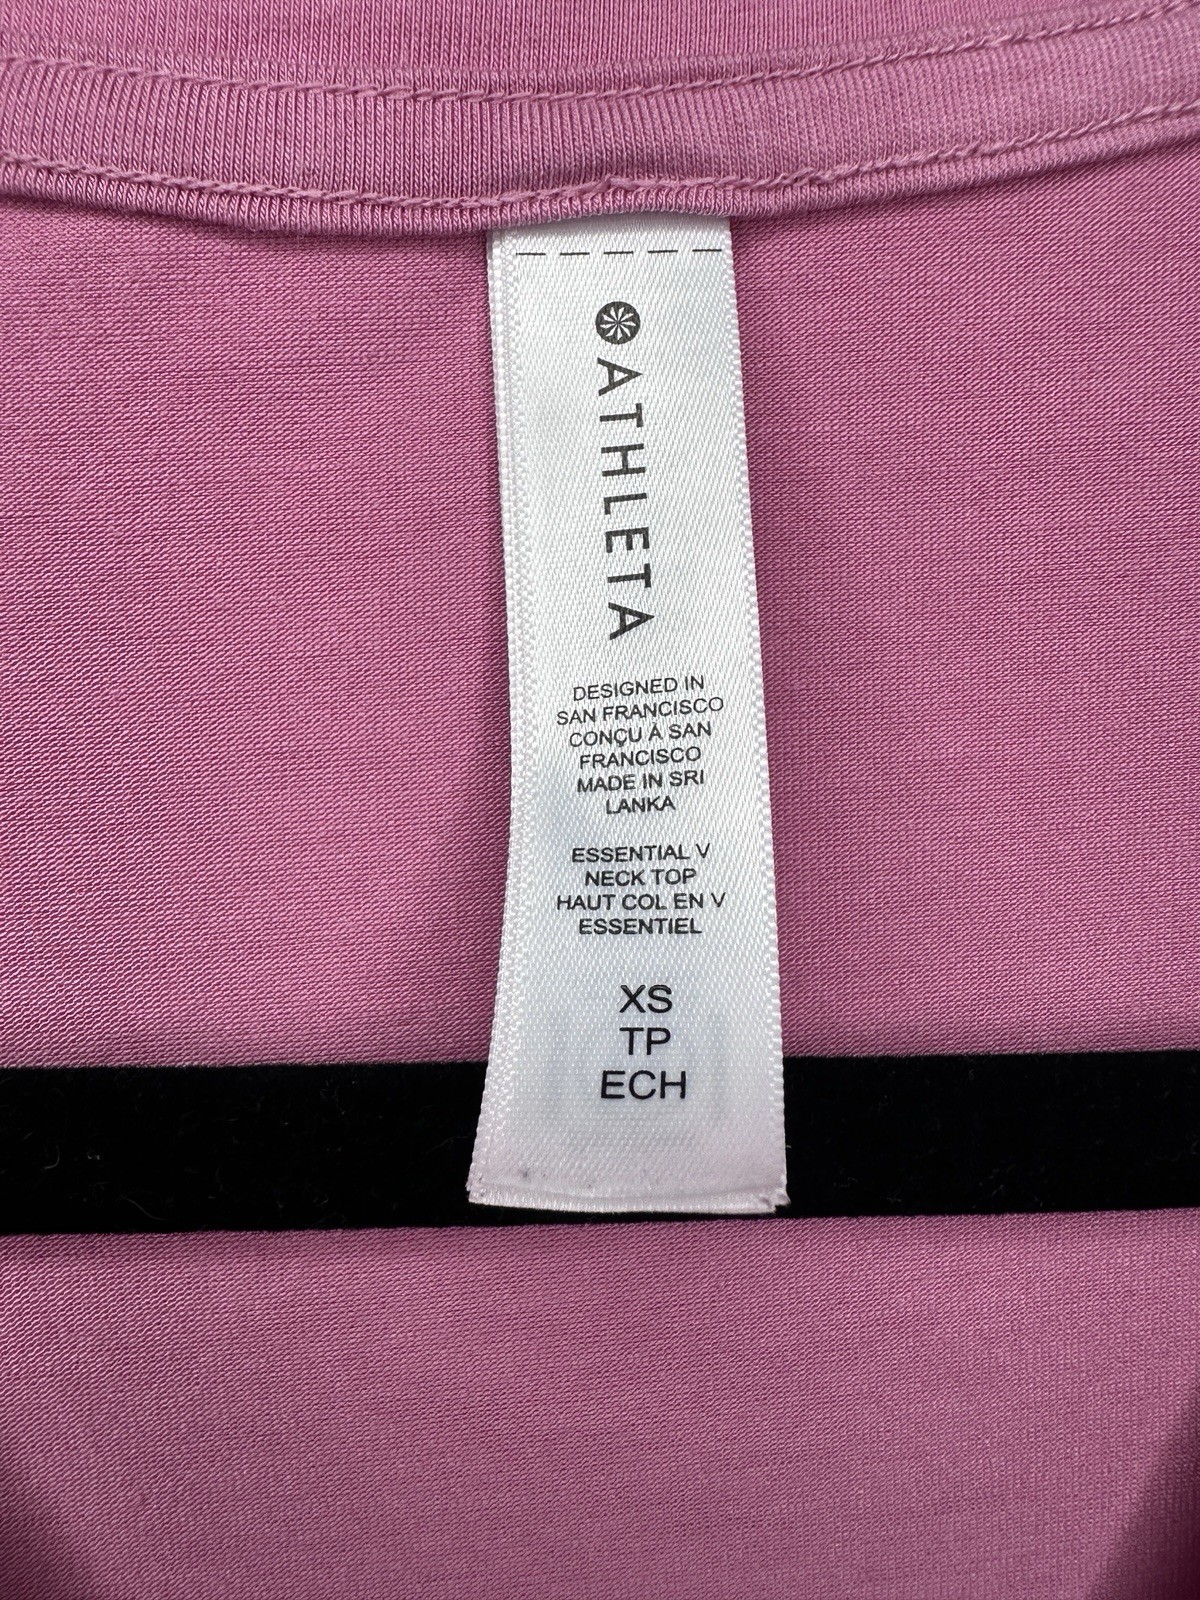 ATHLETA
DESIGNED IN
SAN FRANCISCO
CONÇU À SAN
FRANCISCO
MADE IN SRI
LANKA
ESSENTIAL V
NECK TOP
HAUT COL EN V
ESSENTIEL
XS
TP
ECH